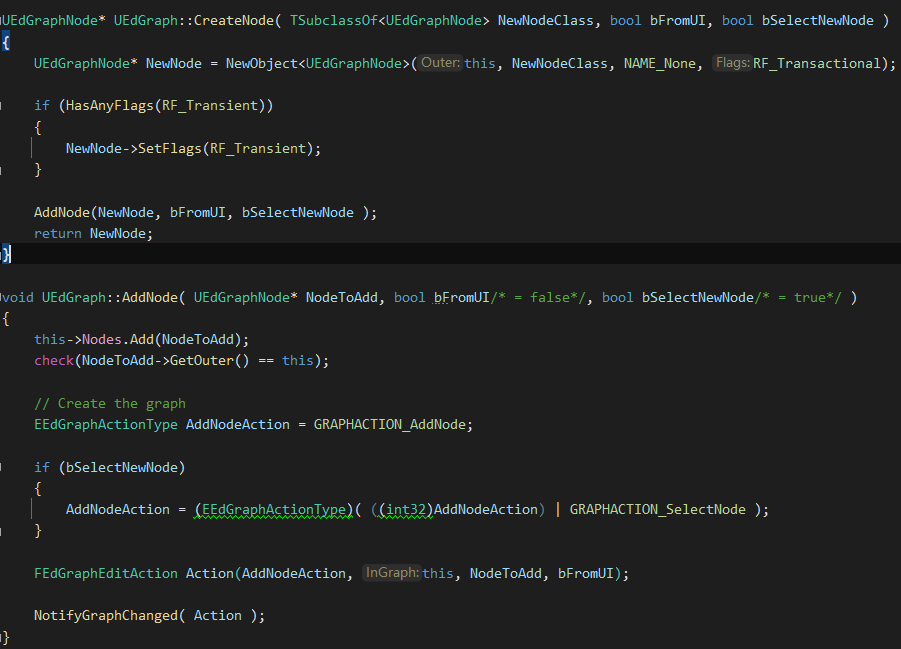 UEdGraphNode* UEdGraph::CreateNode( TSubclassOf<UEdGraphNode> NewNodeClass, bool bFromUI, bool bSelectNewNode )
{
UEdGraphNode* NewNode = NewObject<UEdGraphNode>(Outer: this, NewNodeClass, NAME_None, Flags: RF_Transactional);
if (HasAnyFlags(RF_Transient))
{
NewNode->SetFlags(RF_Transient);
}
AddNode(NewNode, bFromUI, bSelectNewNode );
return NewNode;
}
void UEdGraph::AddNode( UEdGraphNode* NodeToAdd, bool bFromUI/* = false*/, bool bSelectNewNode/* = true*/ )
{
this->Nodes.Add(NodeToAdd);
check(NodeToAdd->GetOuter() == this);
// Create the graph
EEdGraphActionType AddNodeAction = GRAPHACTION_AddNode;
if (bSelectNewNode)
{
AddNodeAction = (EEdGraphActionType)( ((int32)AddNodeAction) | GRAPHACTION_SelectNode );
}
FEdGraphEditAction Action(AddNodeAction, InGraph: this, NodeToAdd, bFromUI);
NotifyGraphChanged( Action );
}